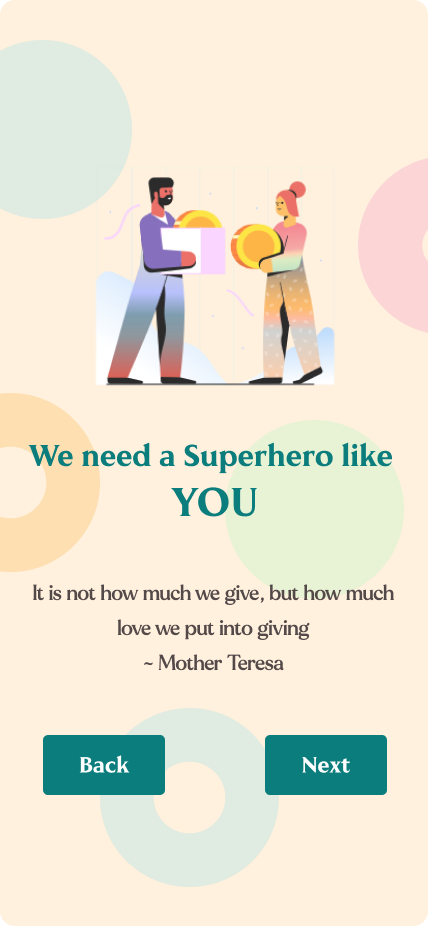 We need a Superhero like
YOU
It is not how much we give, but how much
love we put into giving
~ Mother Teresa
Back
Next